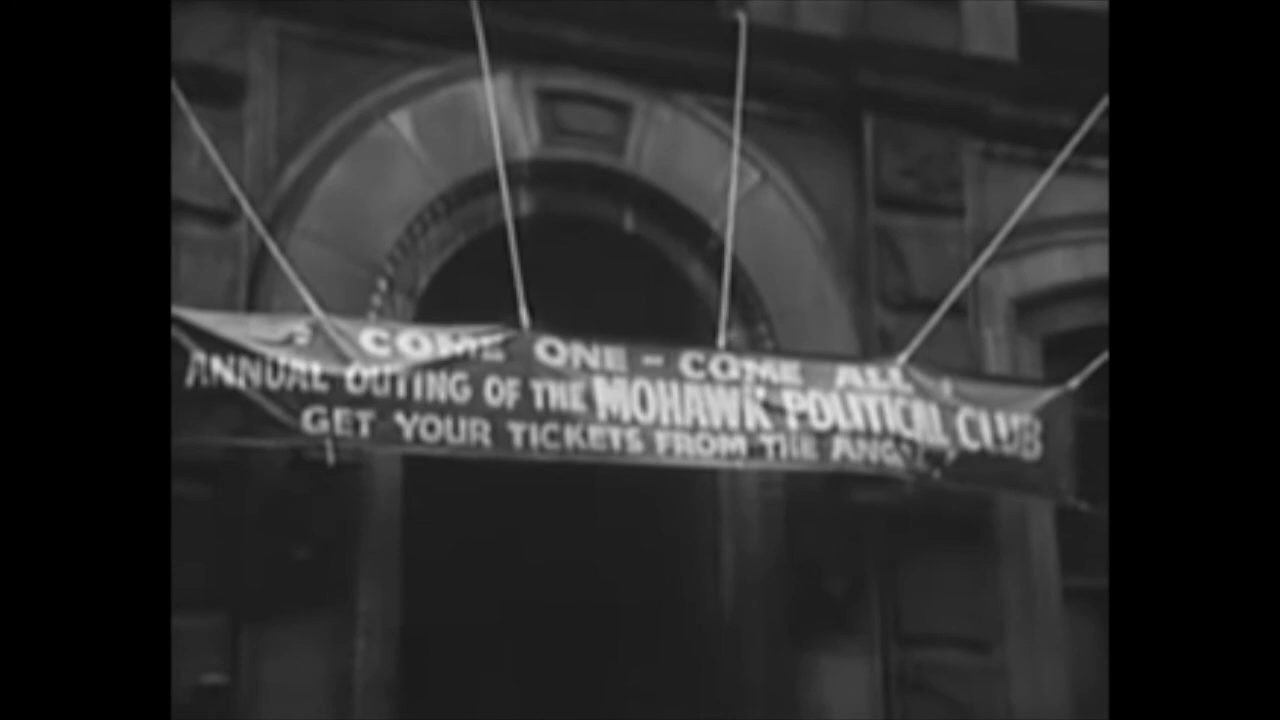 COME ONE - COME ALL
ANNUAL OUTING OF THE MOHAWK POLITICAL CLUB
GET YOUR TICKETS FROM THE